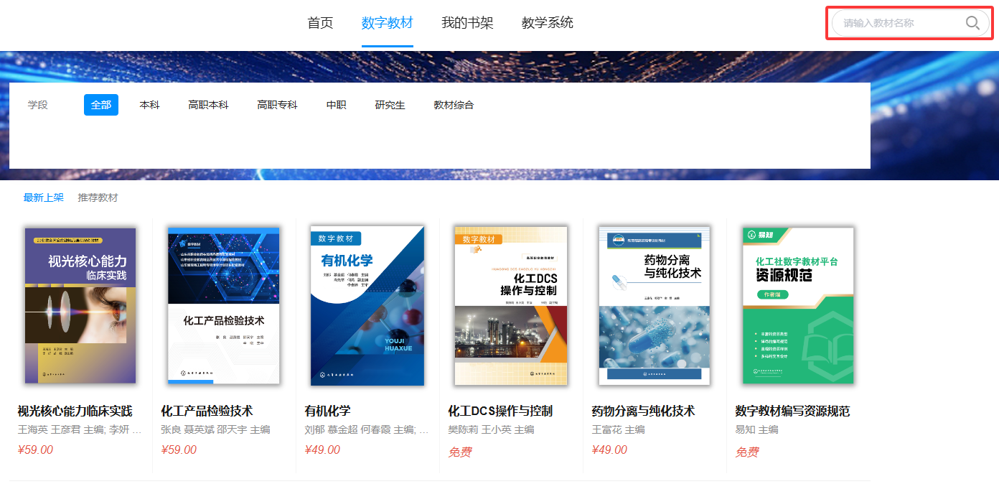 首页
数字教材
我的书架
教学系统
请输入教材名称
学段
全部
本科
高职本科
高职专科
中职
研究生
教材综合
最新上架
推荐教材
视光核心能力
临床实践
数字教材
化工产品检验技术
数字教材
有机化学
YOUJI
HUAXUE
数字教材
化工DCS
操作与控制
药物分离
与纯化技术
易知
化工社数字教材平台
资源规范
作者端
视光核心能力临床实践
王海英 王彦君 主编; 李妍 ...
¥59.00
化工产品检验技术
张良 聂英斌 邵天宇 主编
¥59.00
有机化学
刘郁 慕金超 何春霞 主编; ...
¥49.00
化工DCS操作与控制
樊陈莉 王小英 主编
免费
药物分离与纯化技术
王富花 主编
¥49.00
数字教材编写资源规范
易知 主编
免费